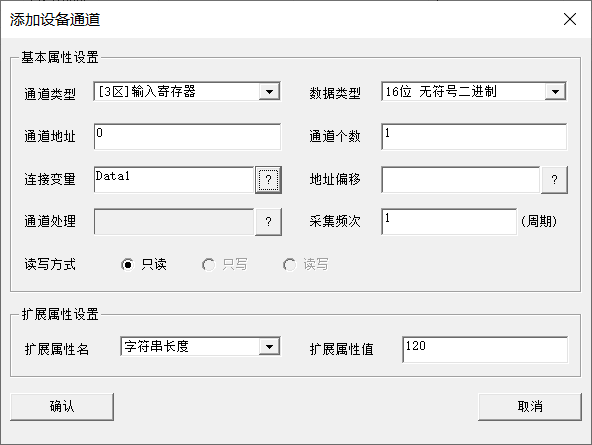 添加设备通道
基本属性设置
通道类型 [3区]输入寄存器 数据类型 16位 无符号二进制
通道地址 0 通道个数 1
连接变量 Data1 ? 地址偏移 ?
通道处理 ? 采集频次 1 (周期)
读写方式 只读 只写 读写
扩展属性设置
扩展属性名 字符串长度 扩展属性值 120
确认 取消